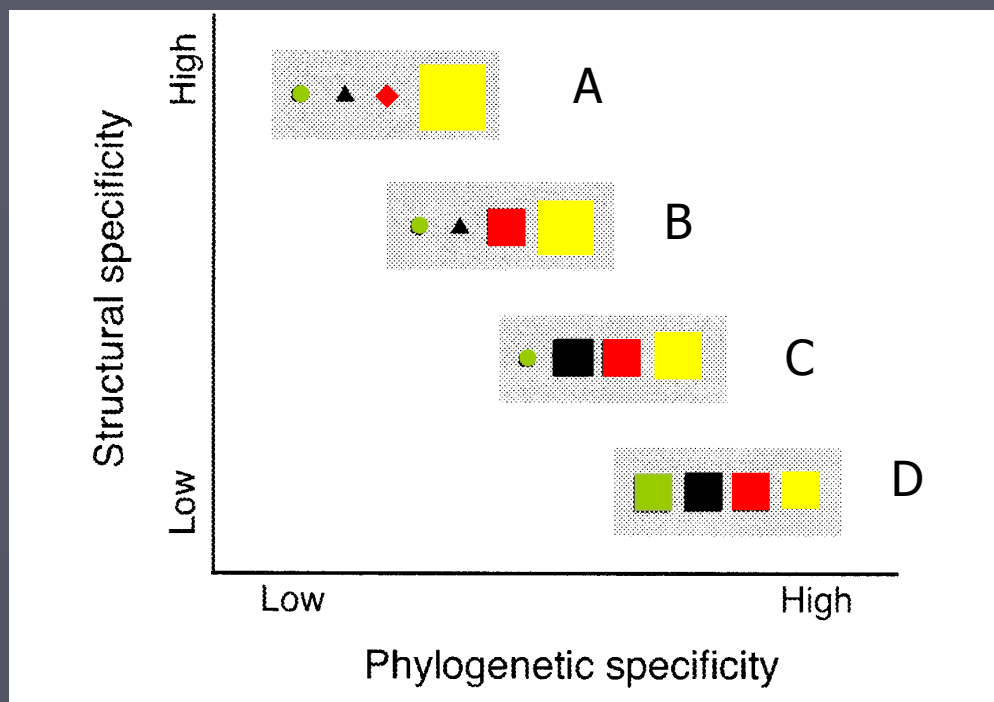 High
A
Structural specificity
B
C
Low
D
Low
High
Phylogenetic specificity